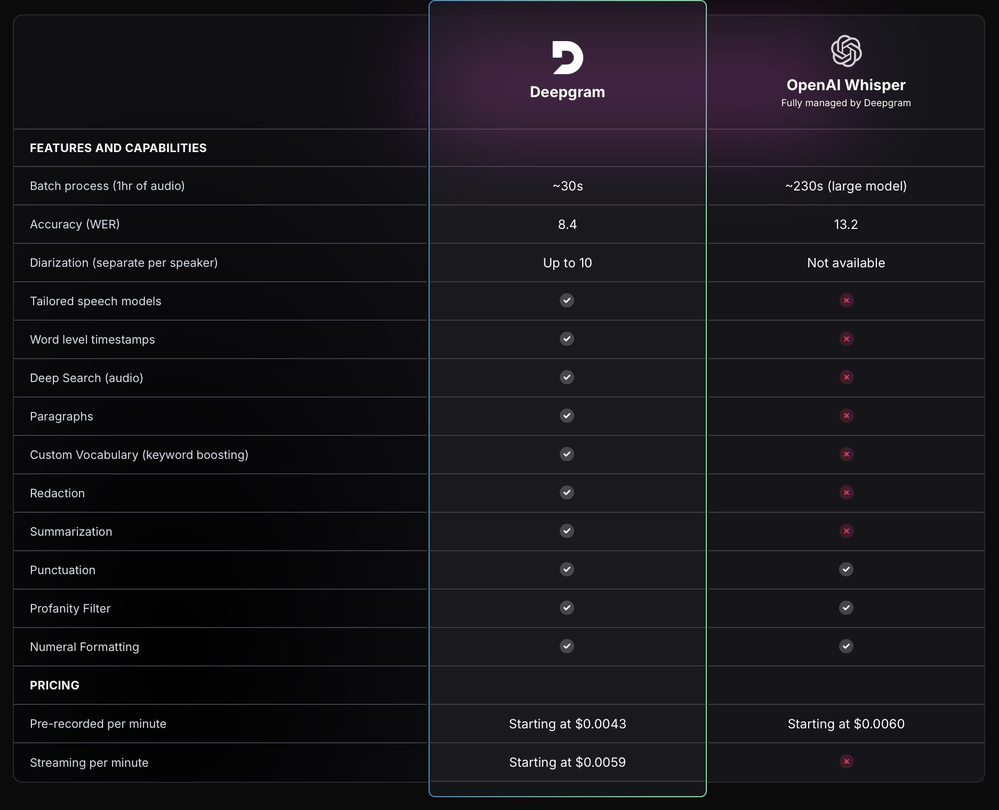 Deepgram
OpenAI Whisper
Fully managed by Deepgram
FEATURES AND CAPABILITIES
Batch process (1hr of audio) ~30s ~230s (large model)
Accuracy (WER) 8.4 13.2
Diarization (separate per speaker) Up to 10 Not available
Tailored speech models
Word level timestamps
Deep Search (audio)
Paragraphs
Custom Vocabulary (keyword boosting)
Redaction
Summarization
Punctuation
Profanity Filter
Numeral Formatting
PRICING
Pre-recorded per minute Starting at $0.0043 Starting at $0.0060
Streaming per minute Starting at $0.0059